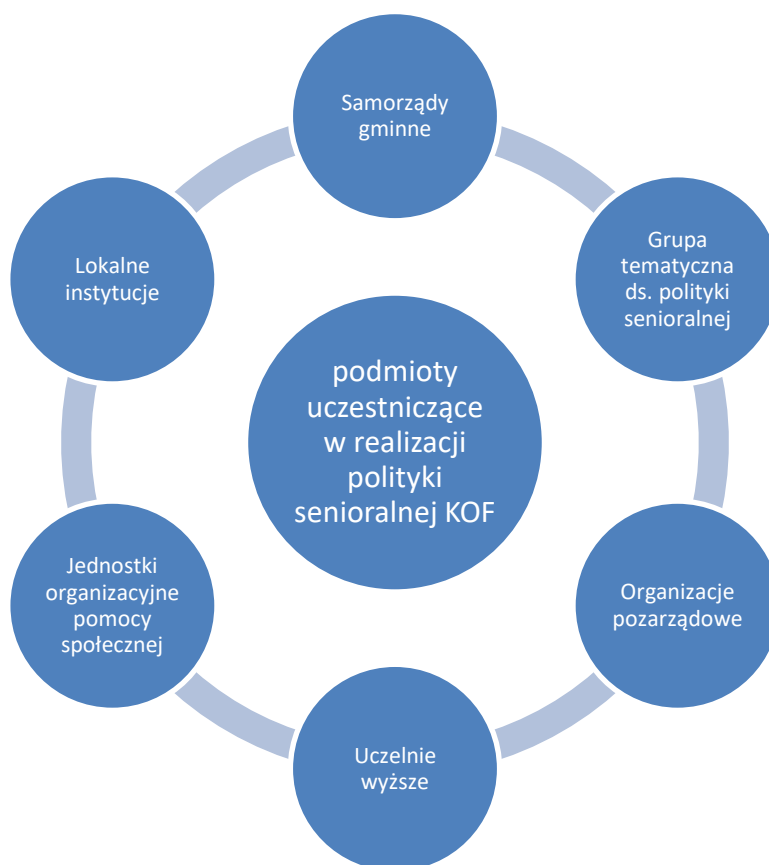 Samorządy
gminne
Grupa
tematyczna
ds. polityki
senioralnej
Organizacje
pozarządowe
Uczelnie
wyższe
Jednostki
organizacyjne
pomocy
społecznej
Lokalne
instytucje
podmioty
uczestniczące
w realizacji
polityki
senioralnej KOF